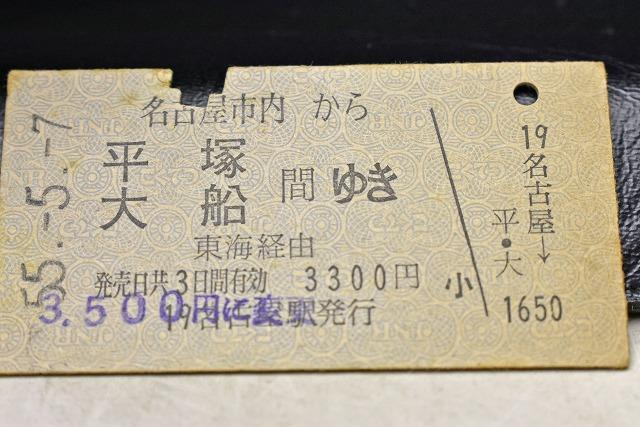 55.-5.-7
名古屋市内 から
平塚
大船
間 ゆき
東海経由
発売日共3日間有効 3300円
3.500円に変
19名古屋駅発行
小
19
名古屋→
平・大
1650